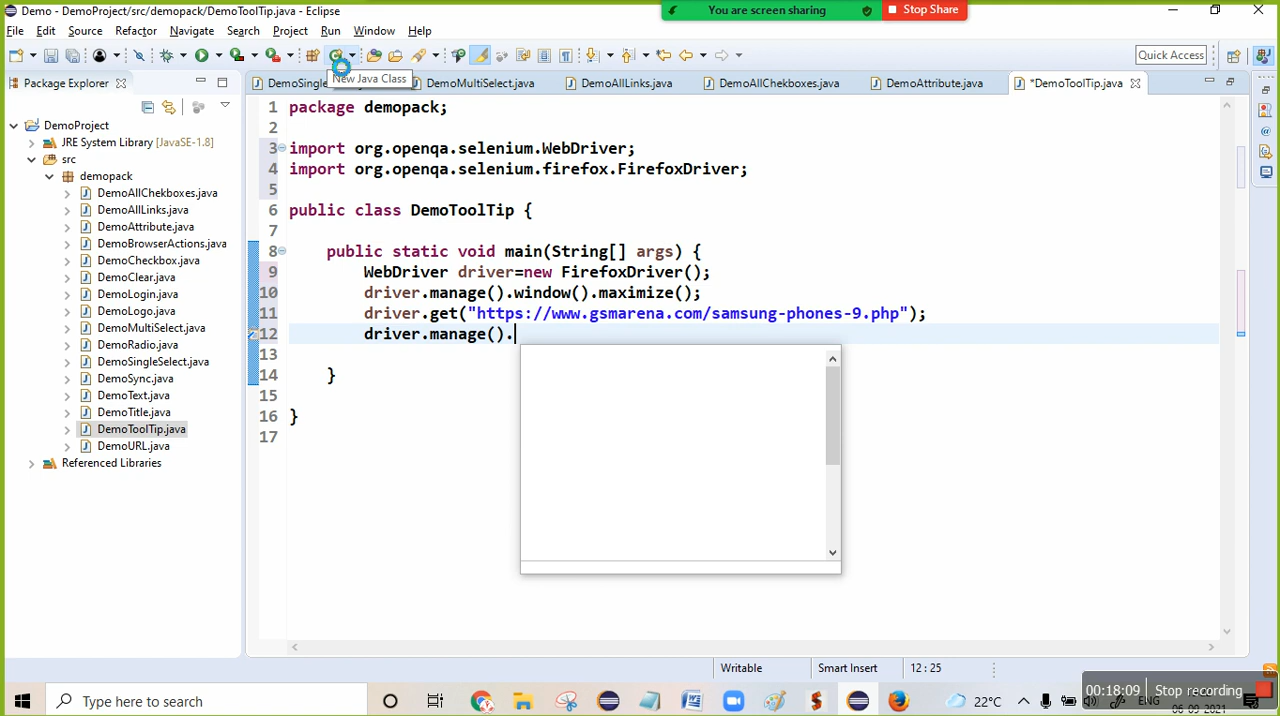 Demo - DemoProject/src/demopack/DemoToolTip.java - Eclipse
You are screen sharing
Stop Share
File Edit Source Refactor Navigate Search Project Run Window Help
Quick Access
New Java Class
Package Explorer
DemoSingle
DemoMultiSelect.java
DemoAllLinks.java
DemoAllChekboxes.java
DemoAttribute.java
*DemoToolTip.java
DemoProject
JRE System Library [JavaSE-1.8]
src
demopack
DemoAllChekboxes.java
DemoAllLinks.java
DemoAttribute.java
DemoBrowserActions.java
DemoCheckbox.java
DemoClear.java
DemoLogin.java
DemoLogo.java
DemoMultiSelect.java
DemoRadio.java
DemoSingleSelect.java
DemoSync.java
DemoText.java
DemoTitle.java
DemoToolTip.java
DemoURL.java
Referenced Libraries
1 package demopack;
2
3 import org.openqa.selenium.WebDriver;
4 import org.openqa.selenium.firefox.FirefoxDriver;
5
6 public class DemoToolTip {
7
8 public static void main(String[] args) {
9 WebDriver driver=new FirefoxDriver();
10 driver.manage().window().maximize();
11 driver.get("https://www.gsmarena.com/samsung-phones-9.php");
12 driver.manage().
13
14 }
15
16 }
17
Writable
Smart Insert
12 : 25
Type here to search
22°C
ENG
06-09-2021
00:18:09
Stop recording